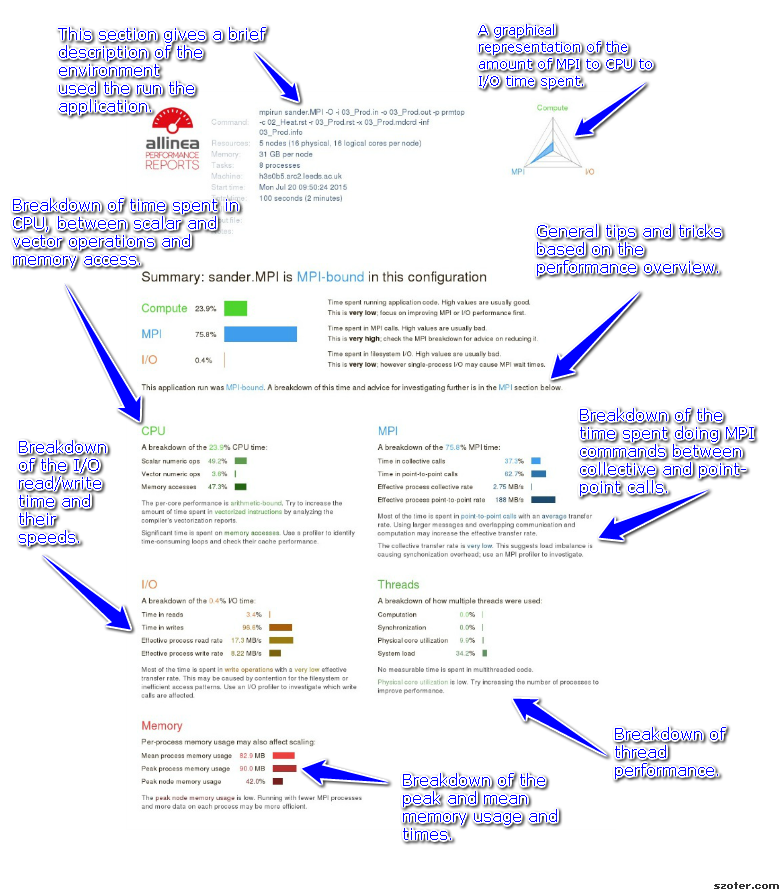 This section gives a brief
description of the
environment
used the run the
application.
A graphical
representation of the
amount of MPI to CPU to
I/O time spent.
allinea
PERFORMANCE
REPORTS
Command:
mpirun sander.MPI -O -i 03_Prod.in -o 03_Prod.out -p prmtop
-c 02_Heat.rst -r 03_Prod.rst -x 03_Prod.mdcrd -inf
03_Prod.info
Resources: 5 nodes (16 physical, 16 logical cores per node)
Memory: 31 GB per node
Tasks: 8 processes
Machine: h3e0b5.arc2.leeds.ac.uk
Start time: Mon Jul 20 09:50:24 2015
100 seconds (2 minutes)
Compute
MPI
I/O
Breakdown of time spent in
CPU, between scalar and
vector operations and
memory access.
General tips and tricks
based on the
performance overview.
Summary: sander.MPI is MPI-bound in this configuration
Compute 23.9%
Time spent running application code. High values are usually good.
This is very low; focus on improving MPI or I/O performance first.
MPI 75.8%
Time spent in MPI calls. High values are usually bad.
This is very high; check the MPI breakdown for advice on reducing it.
I/O 0.4%
Time spent in filesystem I/O. High values are usually bad.
This is very low; however single-process I/O may cause MPI wait times.
This application run was MPI-bound. A breakdown of this time and advice for investigating further is in the MPI section below.
CPU
A breakdown of the 23.9% CPU time:
Scalar numeric ops 49.2%
Vector numeric ops 3.6%
Memory accesses 47.3%
The per-core performance is arithmetic-bound. Try to increase the
amount of time spent in vectorized instructions by analyzing the
compiler's vectorization reports.
Significant time is spent on memory accesses. Use a profiler to identify
time-consuming loops and check their cache performance.
MPI
A breakdown of the 75.8% MPI time:
Time in collective calls 37.3%
Time in point-to-point calls 62.7%
Effective process collective rate 2.75 MB/s
Effective process point-to-point rate 188 MB/s
Most of the time is spent in point-to-point calls with an average transfer
rate. Using larger messages and overlapping communication and
computation may increase the effective transfer rate.
The collective transfer rate is very low. This suggests load imbalance is
causing synchronization overhead; use an MPI profiler to investigate.
Breakdown of the
time spent doing MPI
commands between
collective and point-
point calls.
Breakdown
of the I/O
read/write
time and
their
speeds.
I/O
A breakdown of the 0.4% I/O time:
Time in reads 3.4%
Time in writes 96.6%
Effective process read rate 17.3 MB/s
Effective process write rate 8.22 MB/s
Most of the time is spent in write operations with a very low effective
transfer rate. This may be caused by contention for the filesystem or
inefficient access patterns. Use an I/O profiler to investigate which write
calls are affected.
Threads
A breakdown of how multiple threads were used:
Computation 0.0%
Synchronization 0.0%
Physical core utilization 9.9%
System load 34.2%
No measurable time is spent in multithreaded code.
Physical core utilization is low. Try increasing the number of processes to
improve performance.
Breakdown of
thread
performance.
Memory
Per-process memory usage may also affect scaling:
Mean process memory usage 82.9 MB
Peak process memory usage 90.0 MB
Peak node memory usage 42.0%
The peak node memory usage is low. Running with fewer MPI processes
and more data on each process may be more efficient.
Breakdown of the
peak and mean
memory usage and
times.
szoter.com